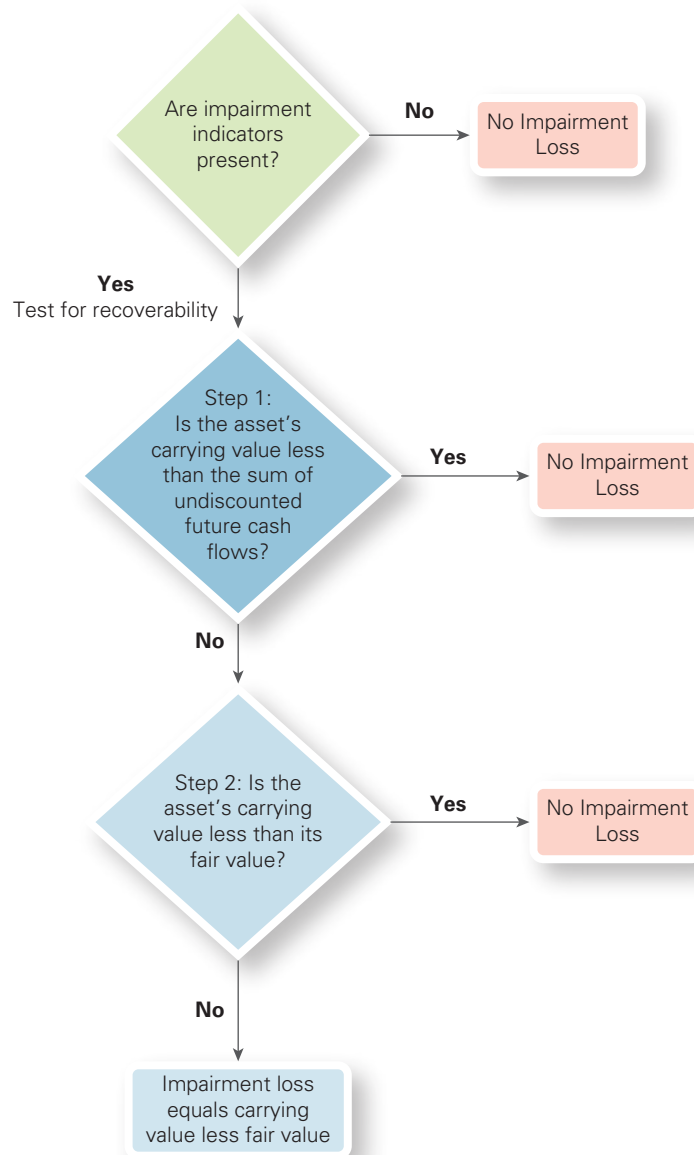 Are impairment
indicators
present?
No
No Impairment
Loss
Yes
Test for recoverability
Step 1:
Is the asset's
carrying value less
than the sum of
undiscounted
future cash
flows?
Yes
No Impairment
Loss
No
Step 2: Is the
asset's carrying
value less than its
fair value?
Yes
No Impairment
Loss
No
Impairment loss
equals carrying
value less fair value